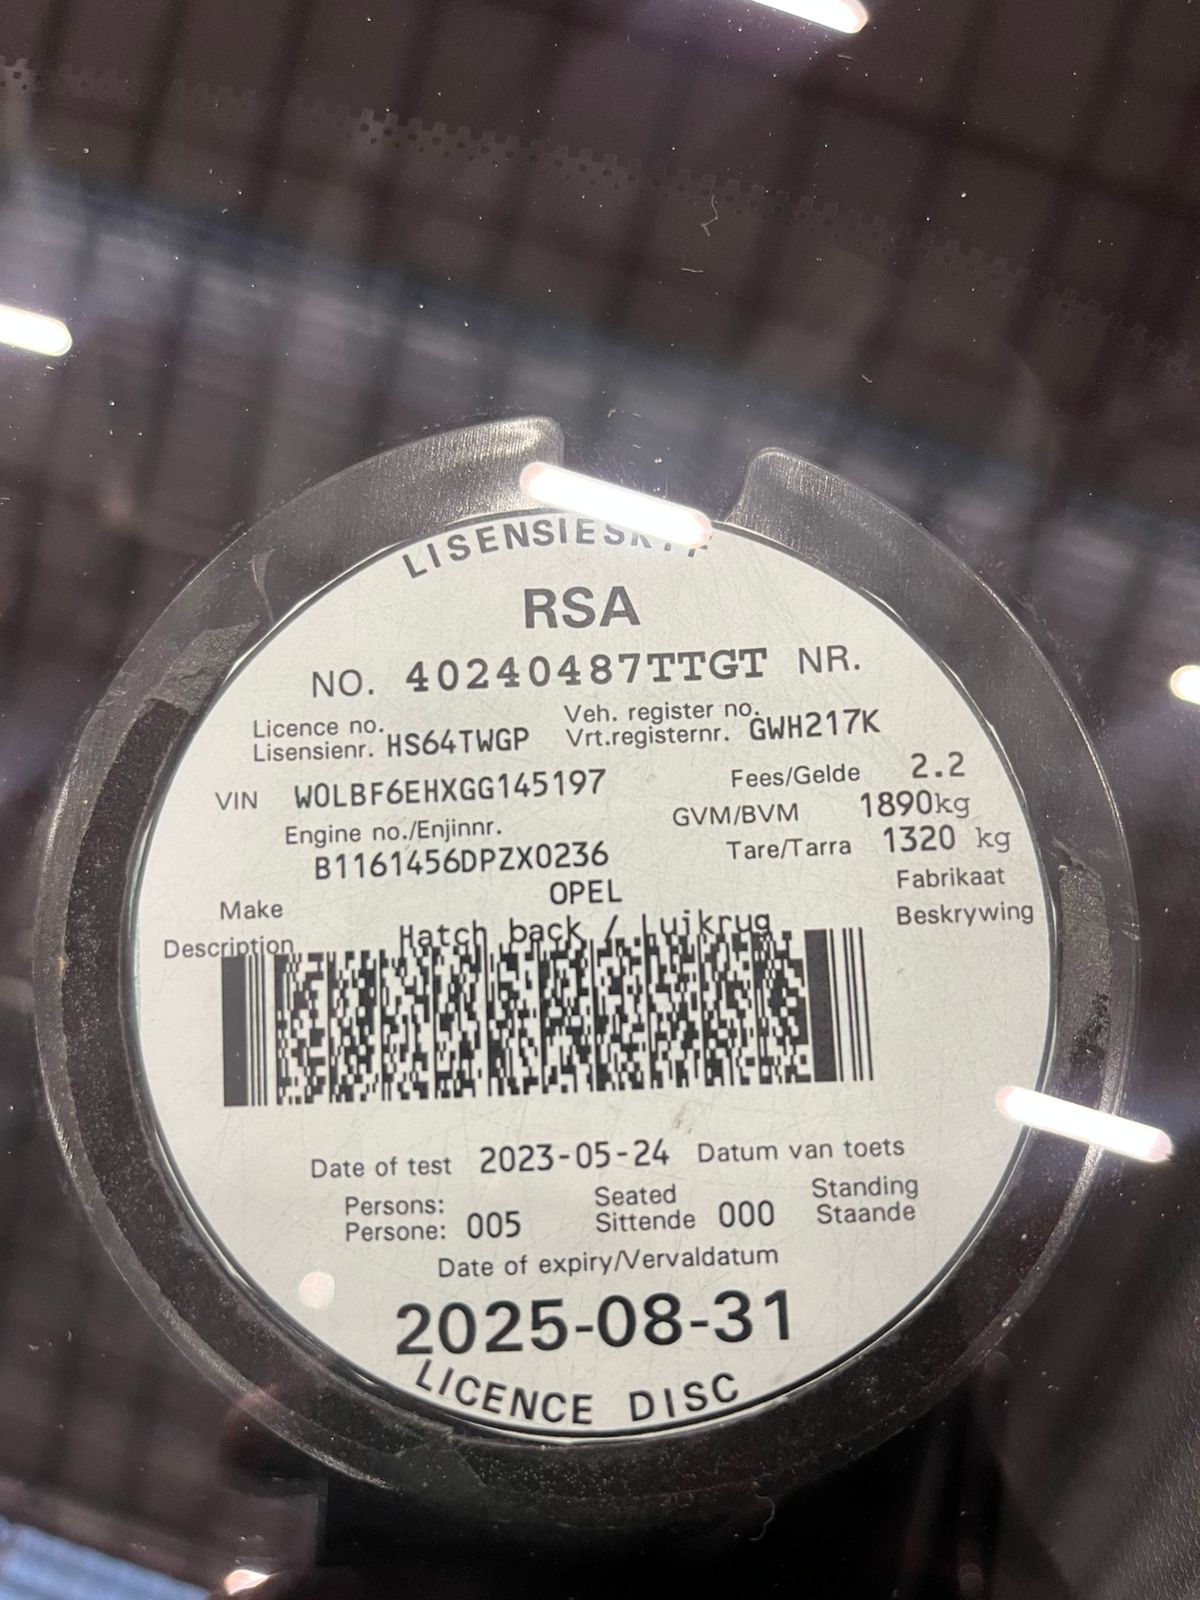 LISENSIESKYF
RSA
NO. 40240487TTGT NR.
Licence no. Veh. register no.
Lisensienr. HS64TWGP Vrt.registernr. GWH217K
VIN W0LBF6EHXGG145197 Fees/Gelde 2.2
Engine no./Enjinnr. GVM/BVM 1890kg
B1161456DPZX0236 Tare/Tarra 1320 kg
Make OPEL Fabrikaat
Description Hatch back / Luikrug Beskrywing
Date of test 2023-05-24 Datum van toets
Persons: Seated Standing
Persone: 005 Sittende 000 Staande
Date of expiry/Vervaldatum
2025-08-31
LICENCE DISC